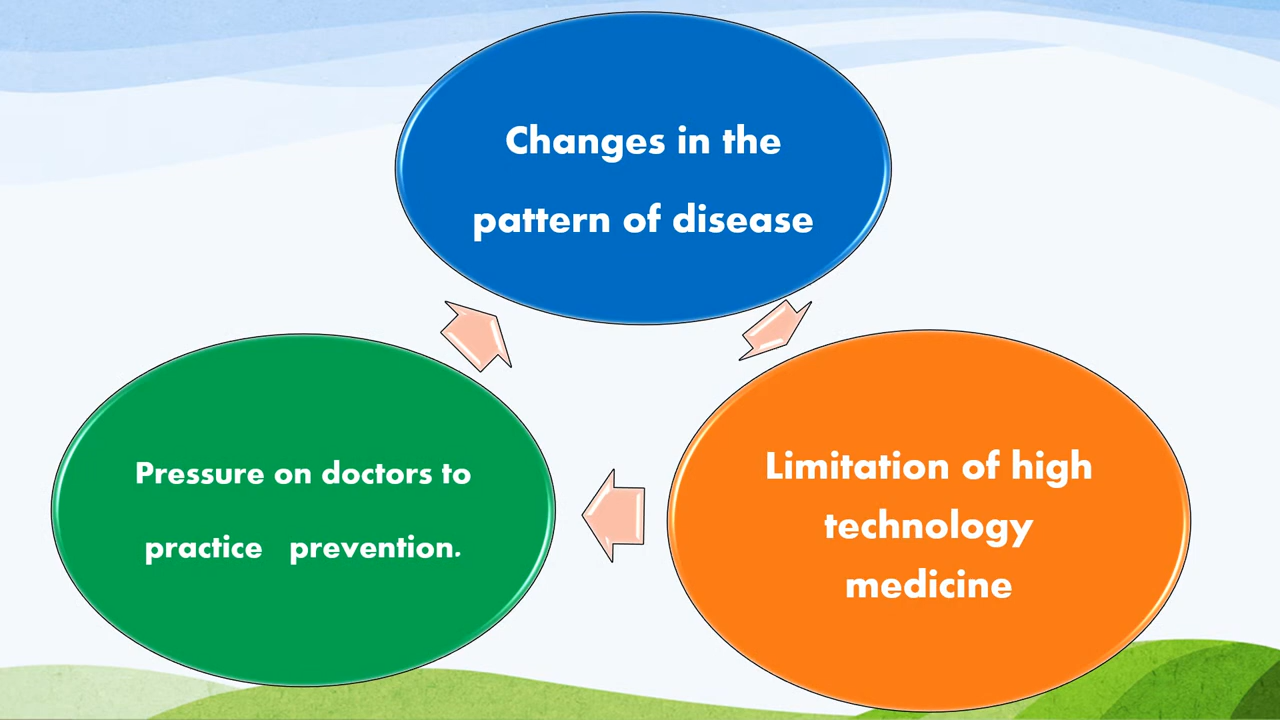 Changes in the
pattern of disease
Limitation of high
technology
medicine
Pressure on doctors to
practice prevention.